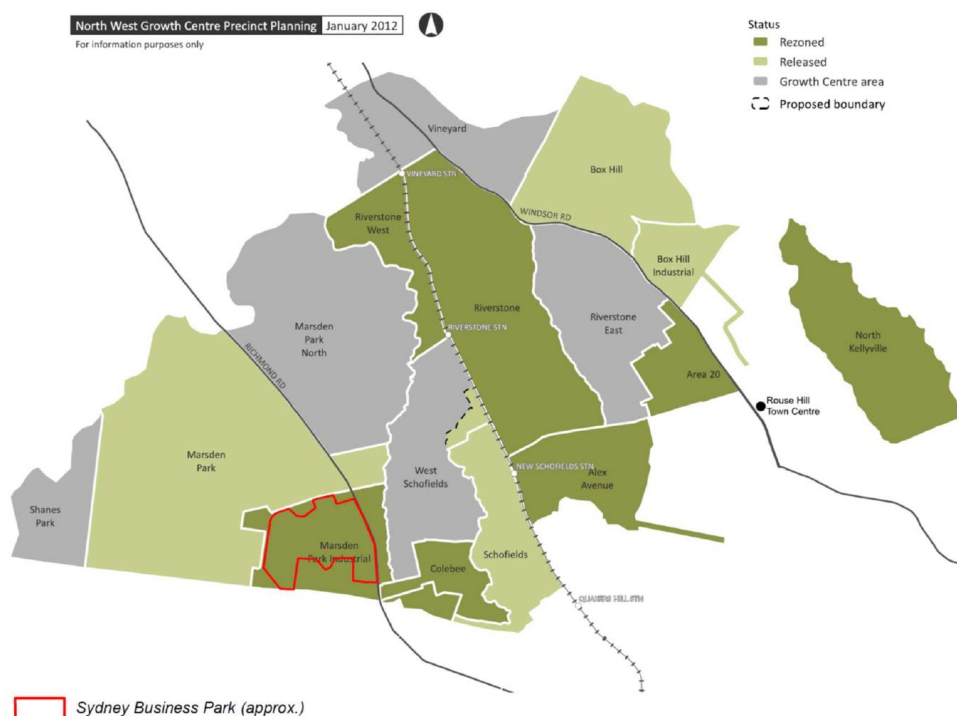 North West Growth Centre Precinct Planning January 2012
For information purposes only
Status
Rezoned
Released
Growth Centre area
Proposed boundary
Vineyard
VINEYARD STN
Box Hill
Riverstone
West
WINDSOR RD
Box Hill
Industrial
Riverstone
Riverstone
East
Marsden
Park
North
RIVERSTONE STN
North
Kellyville
RICHMOND RD
Area 20
Rouse Hill
Town Centre
Marsden
Park
West
Schofields
NEW SCHOFIELDS STN
Alex
Avenue
Shanes
Park
Marsden
Park Industrial
Schofields
Colebee
QUAKERS HILL STN
Sydney Business Park (approx.)